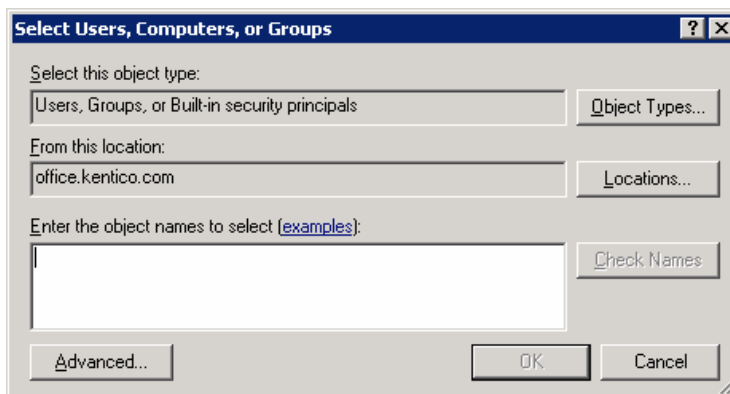 Select Users, Computers, or Groups
Select this object type:
Users, Groups, or Built-in security principals
Object Types...
From this location:
office.kentico.com
Locations...
Enter the object names to select (examples):
Check Names
Advanced...
OK
Cancel